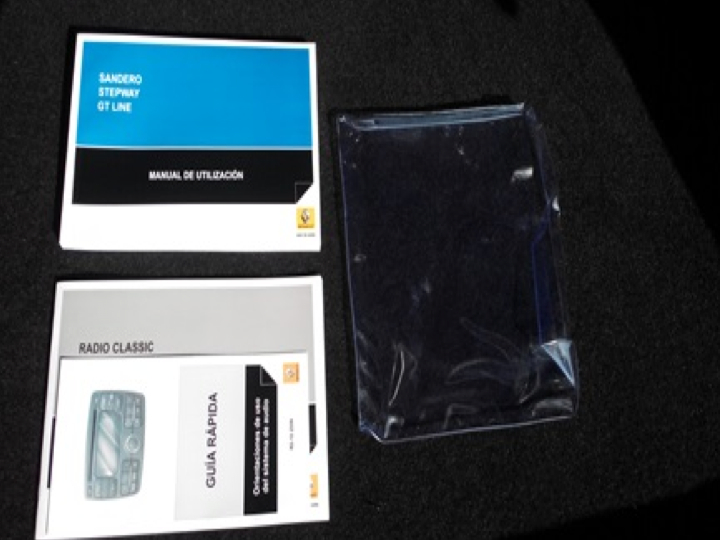 SANDERO
STEPWAY
GT LINE
MANUAL DE UTILIZACIÓN
RADIO CLASSIC
GUÍA RÁPIDA
Orientaciones de uso
del sistema de audio